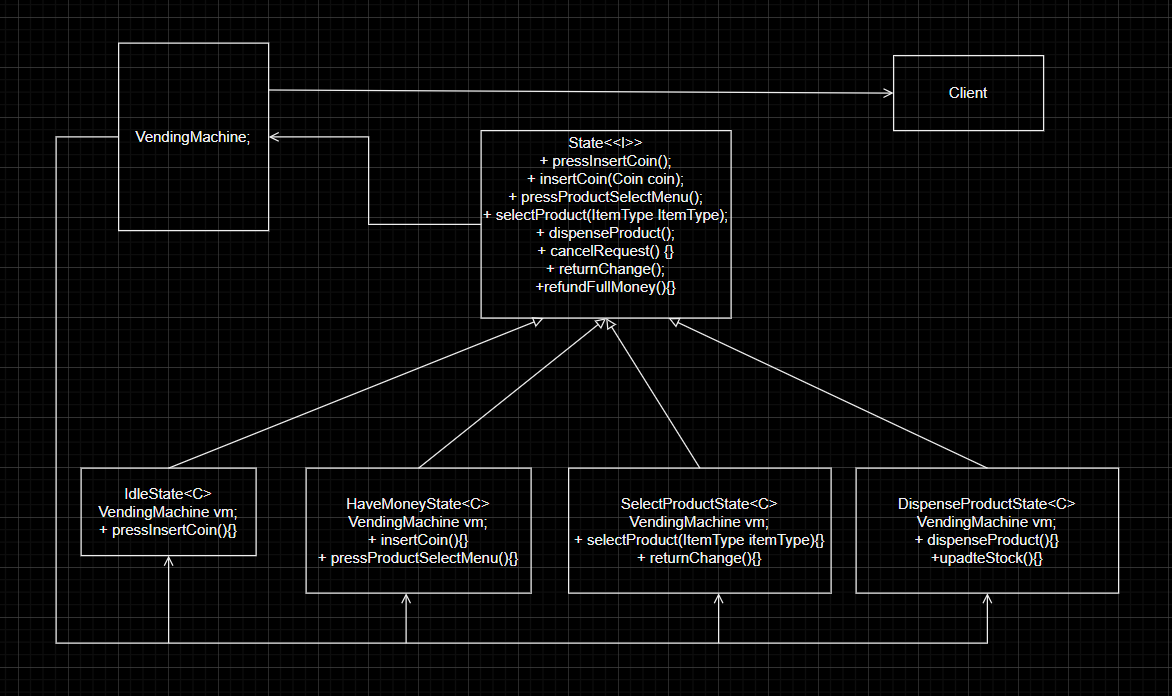 VendingMachine;
Client
State<<I>>
+ pressInsertCoin();
+ insertCoin(Coin coin);
+ pressProductSelectMenu();
+ selectProduct(ItemType ItemType);
+ dispenseProduct();
+ cancelRequest() {}
+ returnChange();
+refundFullMoney(){}
IdleState<C>
VendingMachine vm;
+ pressInsertCoin(){}
HaveMoneyState<C>
VendingMachine vm;
+ insertCoin(){}
+ pressProductSelectMenu(){}
SelectProductState<C>
VendingMachine vm;
+ selectProduct(ItemType itemType){}
+ returnChange(){}
DispenseProductState<C>
VendingMachine vm;
+ dispenseProduct(){}
+upadteStock(){}